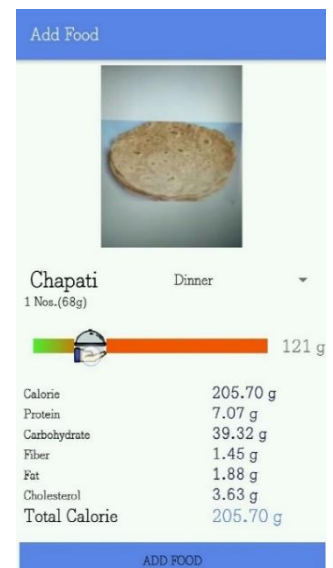 Add Food
Chapati Dinner
1 Nos.(68g)
121 g
Calorie 205.70 g
Protein 7.07 g
Carbohydrate 39.32 g
Fiber 1.45 g
Fat 1.88 g
Cholesterol 3.63 g
Total Calorie 205.70 g
ADD FOOD